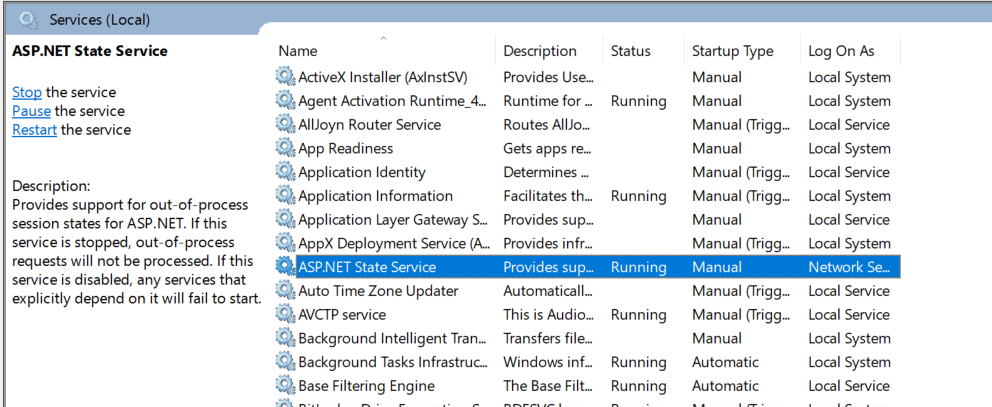 Services (Local)
ASP.NET State Service
Stop the service
Pause the service
Restart the service
Description:
Provides support for out-of-process
session states for ASP.NET. If this
service is stopped, out-of-process
requests will not be processed. If this
service is disabled, any services that
explicitly depend on it will fail to start.
Name Description Status Startup Type Log On As
ActiveX Installer (AxInstSV) Provides Use... Manual Local System
Agent Activation Runtime_4... Runtime for ... Running Manual Local System
AllJoyn Router Service Routes AllJo... Manual (Trigg... Local Service
App Readiness Gets apps re... Manual Local System
Application Identity Determines ... Manual (Trigg... Local Service
Application Information Facilitates th... Running Manual (Trigg... Local System
Application Layer Gateway S... Provides sup... Manual Local Service
AppX Deployment Service (A... Provides infr... Manual (Trigg... Local System
ASP.NET State Service Provides sup... Running Manual Network Se...
Auto Time Zone Updater Automaticall... Manual (Trigg... Local Service
AVCTP service This is Audio... Running Manual (Trigg... Local Service
Background Intelligent Tran... Transfers file... Manual Local System
Background Tasks Infrastruc... Windows inf... Running Automatic Local System
Base Filtering Engine The Base Filt... Running Automatic Local Service